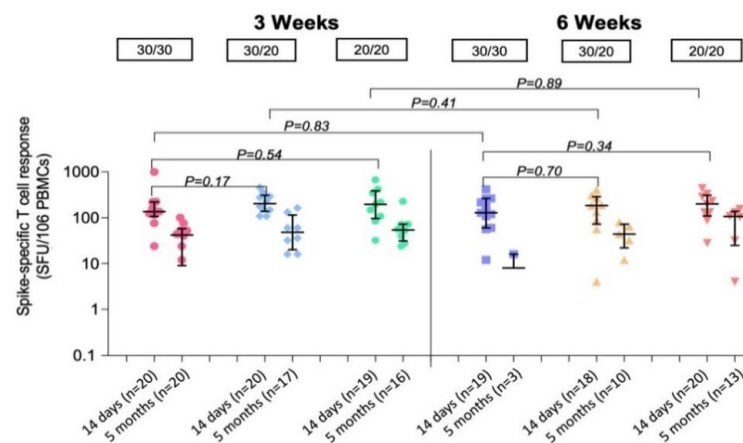 3 Weeks 6 Weeks
30/30 30/20 20/20 30/30 30/20 20/20
P=0.89
P=0.41
P=0.83
P=0.34
P=0.54
P=0.70
P=0.17
Spike-specific T cell response
(SFU/106 PBMCs)
1000
100
10
1
0.1
14 days (n=20)
5 months (n=20)
14 days (n=20)
5 months (n=17)
14 days (n=19)
5 months (n=16)
14 days (n=19)
5 months (n=3)
14 days (n=18)
5 months (n=10)
14 days (n=20)
5 months (n=13)